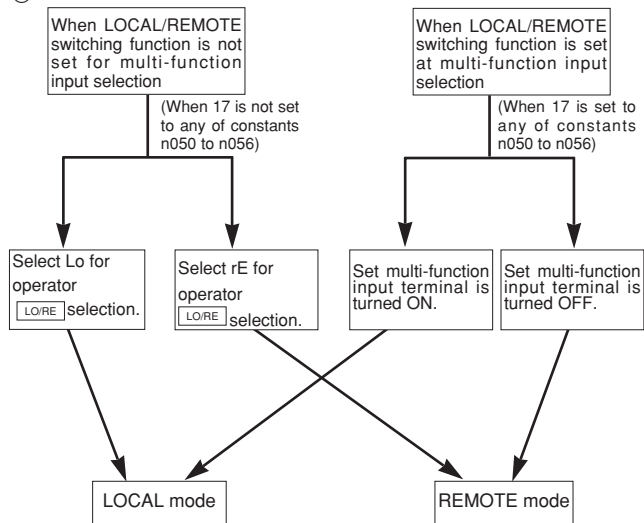 When LOCAL/REMOTE
switching function is not
set for multi-function
input selection
When LOCAL/REMOTE
switching function is set
at multi-function input
selection
(When 17 is not set
to any of constants
n050 to n056)
(When 17 is set to
any of constants
n050 to n056)
Select Lo for
operator
LO/RE selection.
Select rE for
operator
LO/RE selection.
Set multi-function
input terminal is
turned ON.
Set multi-function
input terminal is
turned OFF.
LOCAL mode
REMOTE mode